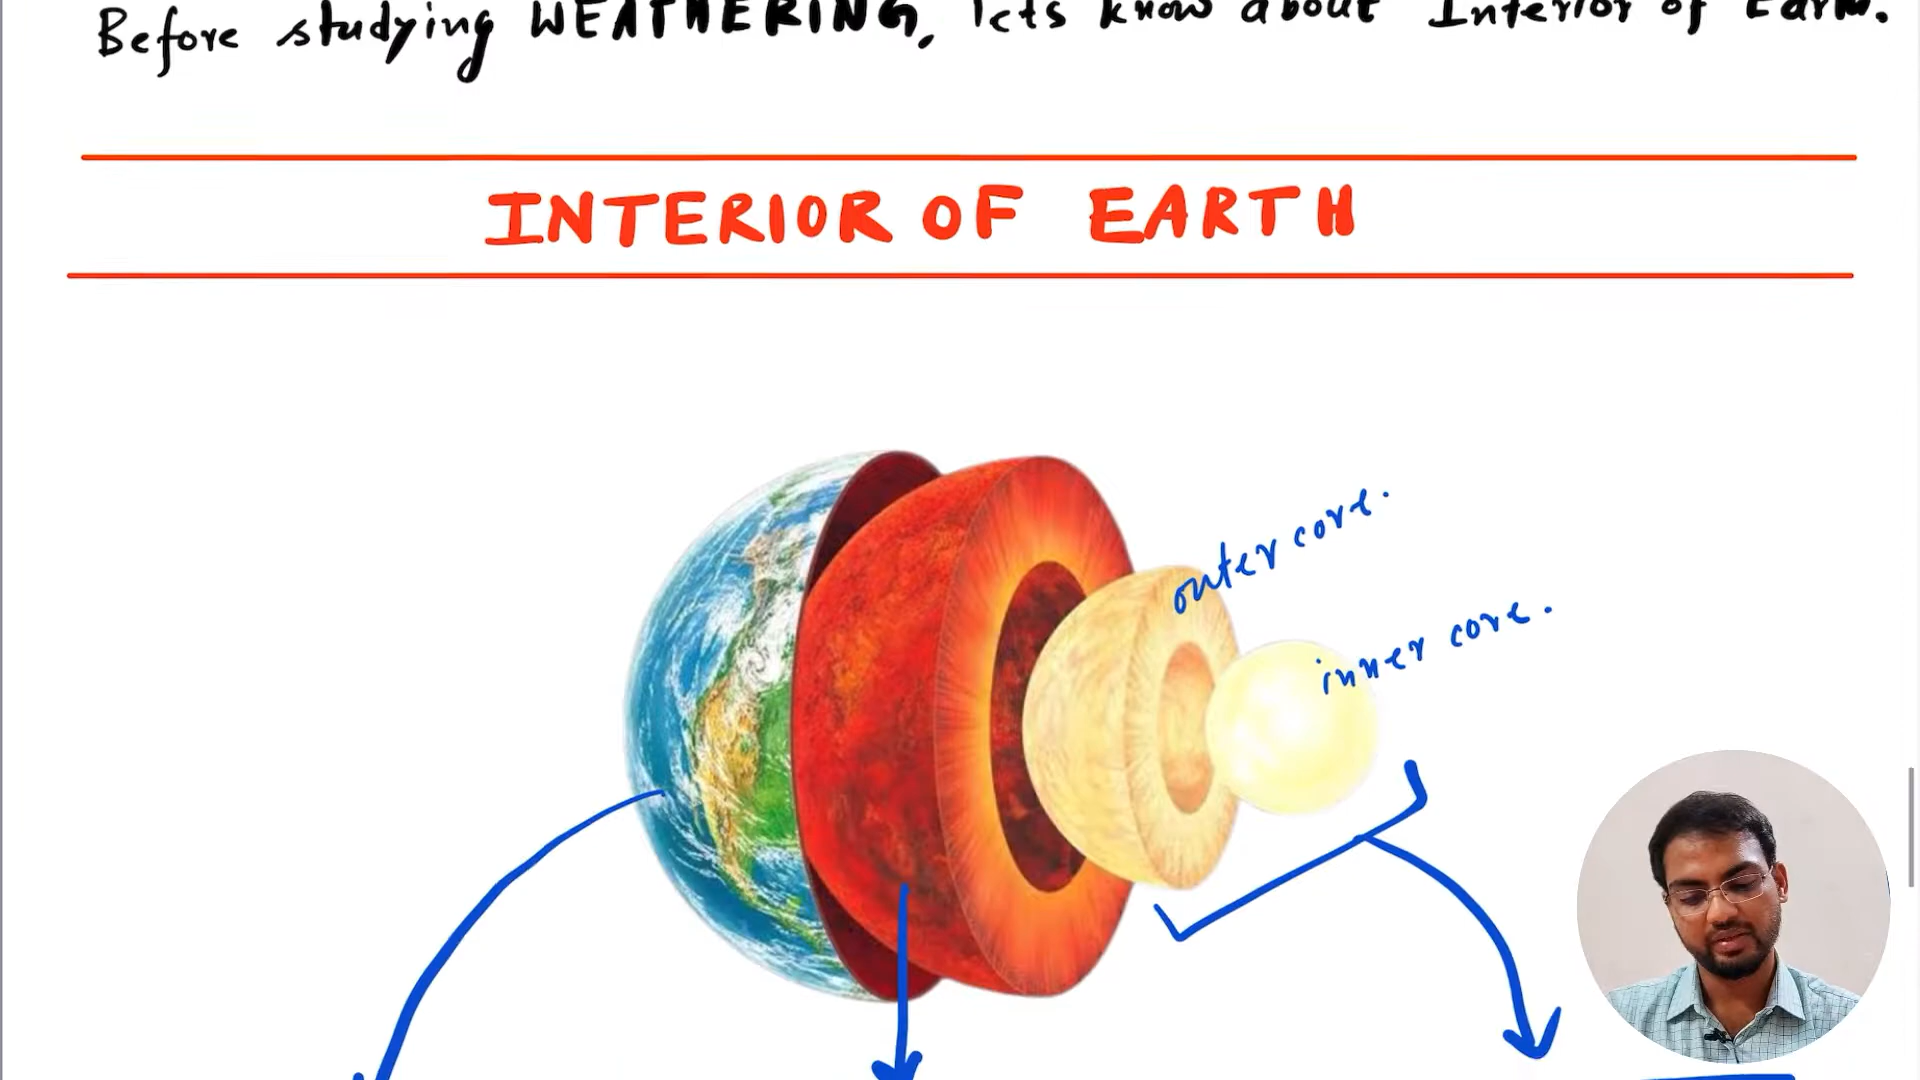 Before studying WEATHERING, lets know about Interior of Earth.
INTERIOR OF EARTH
outer core.
inner core.